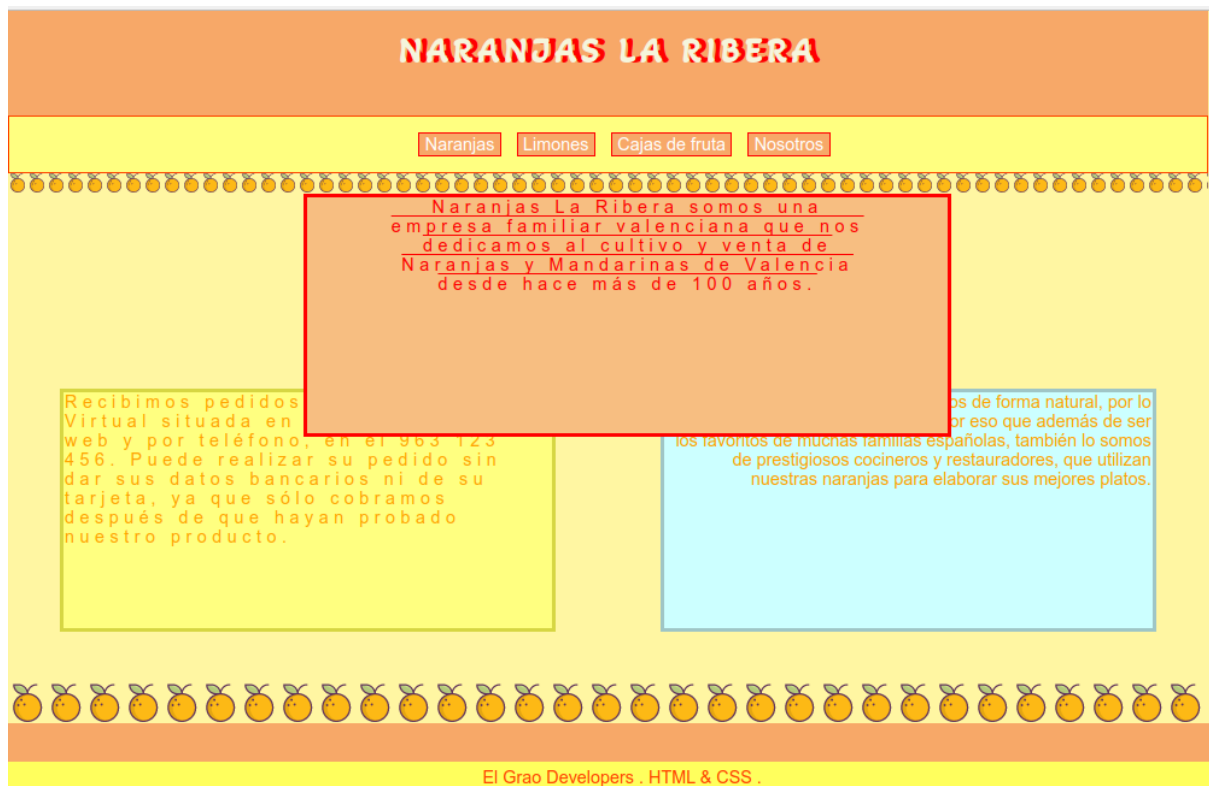 NARANJAS LA RIBERA
Naranjas Limones Cajas de fruta Nosotros
Naranjas La Ribera somos una
empresa familiar valenciana que nos
dedicamos al cultivo y venta de
Naranjas y Mandarinas de Valencia
desde hace más de 100 años.
Recibimos pedidos
Virtual situada en
web y por teléfono, en el 963 123
456. Puede realizar su pedido sin
dar sus datos bancarios ni de su
tarjeta, ya que sólo cobramos
después de que hayan probado
nuestro producto.
de forma natural, por lo
eso que además de ser
los favoritos de muchas familias españolas, también lo somos
de prestigiosos cocineros y restauradores, que utilizan
nuestras naranjas para elaborar sus mejores platos.
El Grao Developers . HTML & CSS .